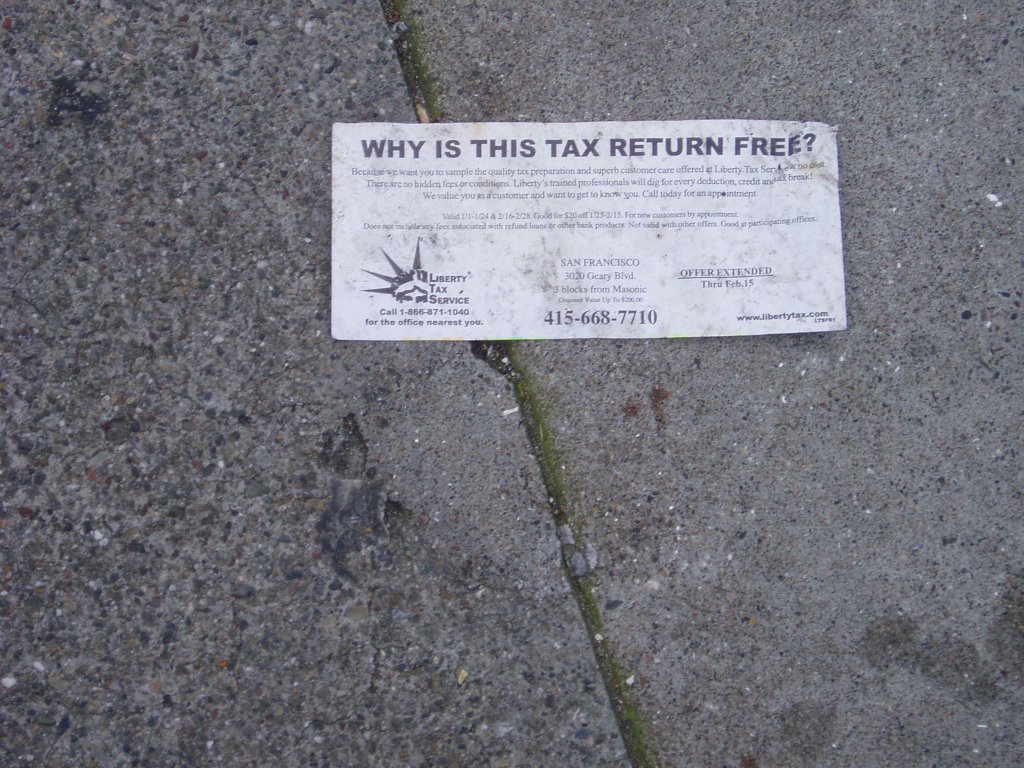 WHY IS THIS TAX RETURN FREE?
Because we want you to sample the quality tax preparation and superb customer care offered at Liberty Tax Service at no cost.
There are no hidden fees or conditions. Liberty's trained professionals will dig for every deduction, credit and tax break!
We value you as a customer and want to get to know you. Call today for an appointment.
Valid 1/1-1/24 & 2/16-2/28. Good for $20 off 1/25-2/15. For new customers by appointment.
Does not include any fees associated with refund loans or other bank products. Not valid with other offers. Good at participating offices.
LIBERTY®
TAX
SERVICE
Call 1-866-871-1040
for the office nearest you.
SAN FRANCISCO
3020 Geary Blvd.
3 blocks from Masonic
Discount Value Up To $200.00
415-668-7710
OFFER EXTENDED
Thru Feb.15
www.libertytax.com
LTSFR1